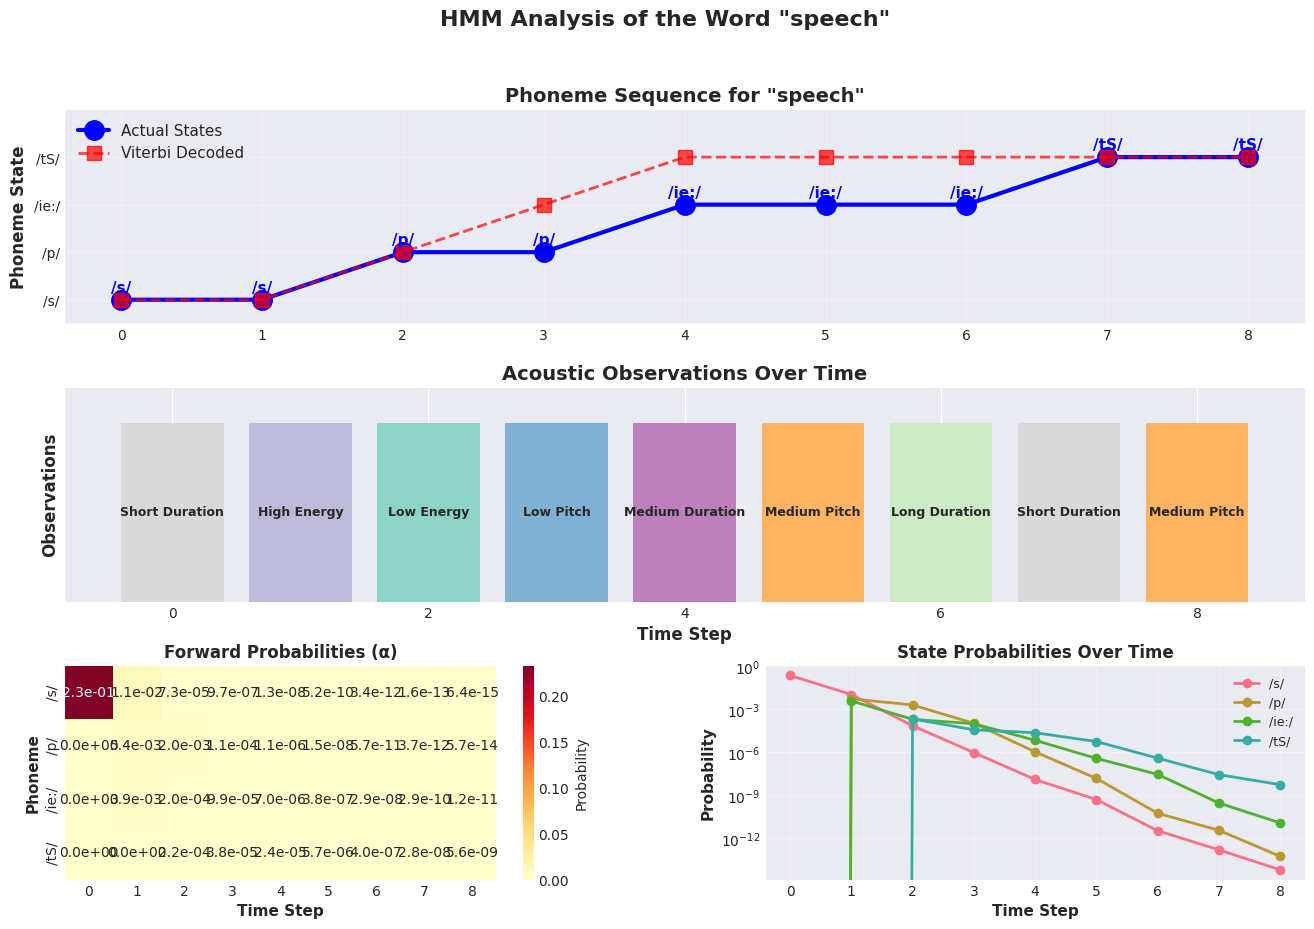 HMM Analysis of the Word "speech"
Phoneme Sequence for "speech"
Phoneme State
Actual States
Viterbi Decoded
/tS/
/ie:/
/p/
/s/
/s/ /s/ /p/ /p/ /ie:/ /ie:/ /ie:/ /tS/ /tS/
0 1 2 3 4 5 6 7 8
Acoustic Observations Over Time
Observations
Short Duration High Energy Low Energy Low Pitch Medium Duration Medium Pitch Long Duration Short Duration Medium Pitch
0 2 4 6 8
Time Step
Forward Probabilities (α)
Phoneme
/s/ 2.3e-01 1.1e-02 7.3e-05 9.7e-07 1.3e-08 5.2e-10 3.4e-12 1.6e-13 6.4e-15
/p/ 0.0e+00 5.4e-03 2.0e-03 1.1e-04 1.1e-06 1.5e-08 5.7e-11 3.7e-12 5.7e-14
/ie:/ 0.0e+00 3.9e-03 2.0e-04 9.9e-05 7.0e-06 3.8e-07 2.9e-08 2.9e-10 1.2e-11
/tS/ 0.0e+00 0.0e+00 2.2e-04 3.8e-05 2.4e-05 5.7e-06 4.0e-07 2.8e-08 5.6e-09
0 1 2 3 4 5 6 7 8
Time Step
0.20
0.15
0.10
0.05
0.00
Probability
State Probabilities Over Time
Probability
10⁰
10⁻³
10⁻⁶
10⁻⁹
10⁻¹²
/s/
/p/
/ie:/
/tS/
0 1 2 3 4 5 6 7 8
Time Step